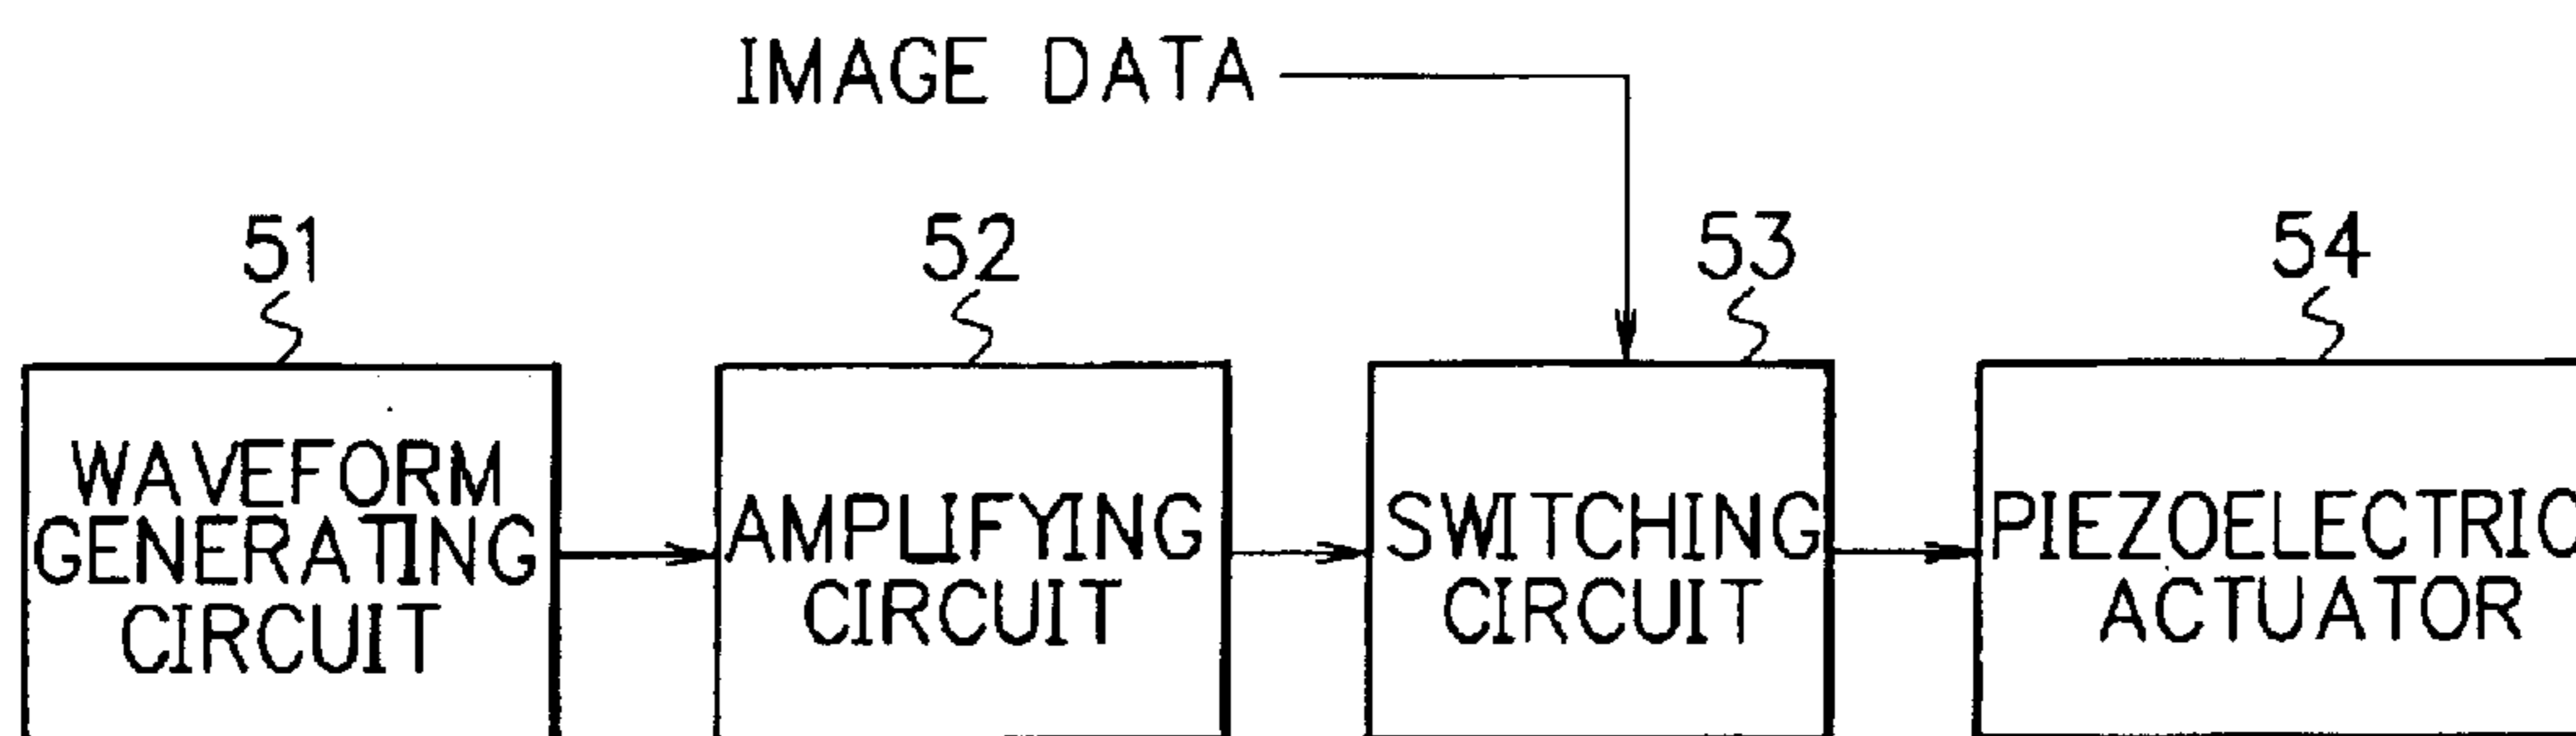 IMAGE DATA
51
52
53
54
WAVEFORM
GENERATING
CIRCUIT
AMPLIFYING
CIRCUIT
SWITCHING
CIRCUIT
PIEZOELECTRIC
ACTUATOR